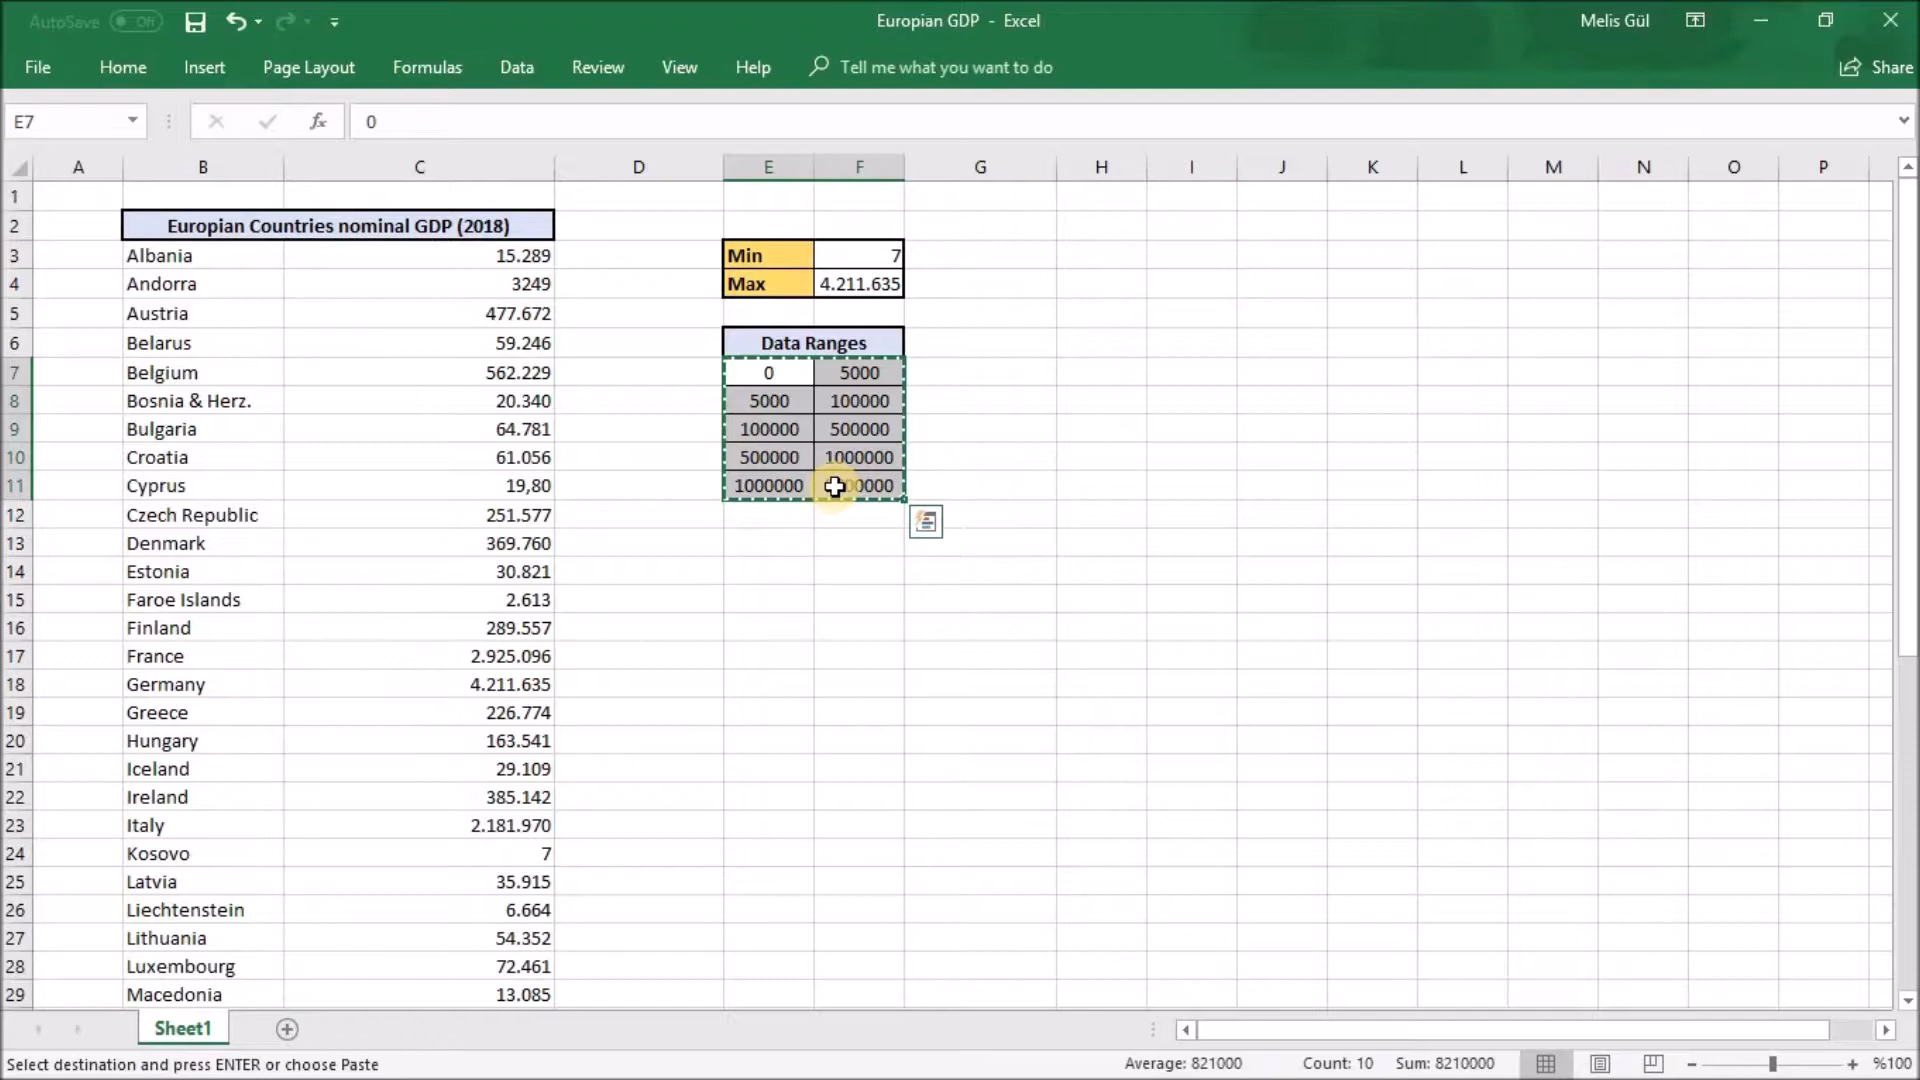 AutoSave Off
Europian GDP - Excel
Melis Gül
File Home Insert Page Layout Formulas Data Review View Help Tell me what you want to do Share
E7 fx 0
A B C D E F G H I J K L M N O P
1
2 Europian Countries nominal GDP (2018)
3 Albania 15.289 Min 7
4 Andorra 3249 Max 4.211.635
5 Austria 477.672
6 Belarus 59.246 Data Ranges
7 Belgium 562.229 0 5000
8 Bosnia & Herz. 20.340 5000 100000
9 Bulgaria 64.781 100000 500000
10 Croatia 61.056 500000 1000000
11 Cyprus 19,80 1000000
12 Czech Republic 251.577
13 Denmark 369.760
14 Estonia 30.821
15 Faroe Islands 2.613
16 Finland 289.557
17 France 2.925.096
18 Germany 4.211.635
19 Greece 226.774
20 Hungary 163.541
21 Iceland 29.109
22 Ireland 385.142
23 Italy 2.181.970
24 Kosovo 7
25 Latvia 35.915
26 Liechtenstein 6.664
27 Lithuania 54.352
28 Luxembourg 72.461
29 Macedonia 13.085
Sheet1
Select destination and press ENTER or choose Paste Average: 821000 Count: 10 Sum: 8210000 %100